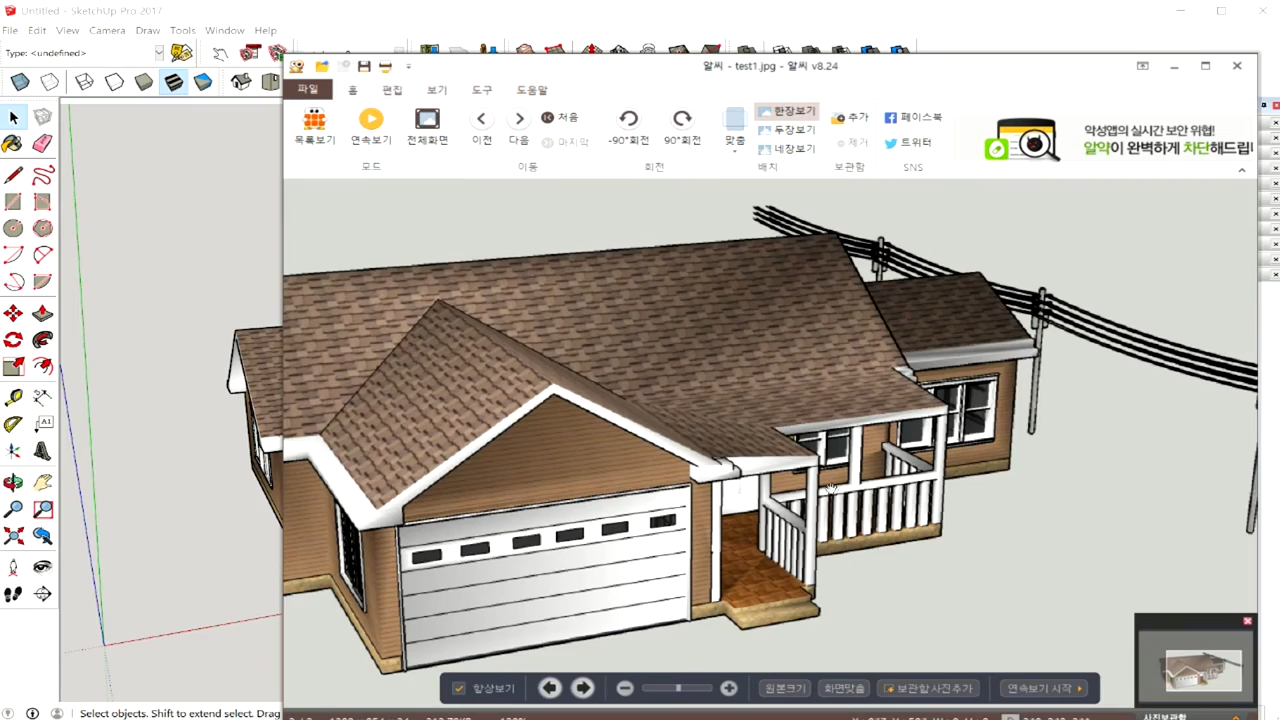 Untitled - SketchUp Pro 2017
File Edit View Camera Draw Tools Window Help
Type: <undefined>
알씨 - test1.jpg - 알씨 v8.24
파일 홈 편집 보기 도구 도움말
목록보기 연속보기 전체화면 이전 다음 처음 마지막 -90°회전 90°회전 맞춤 한장보기 두장보기 네장보기 추가 제거 페이스북 트위터
모드 이동 회전 배치 보관함 SNS
악성앱의 실시간 보안 위협!
알약이 완벽하게 차단해드립니
A1
항상보기 원본크기 화면맞춤 보관함 사진추가 연속보기 시작
Select objects. Shift to extend select. Drag
사진보관함